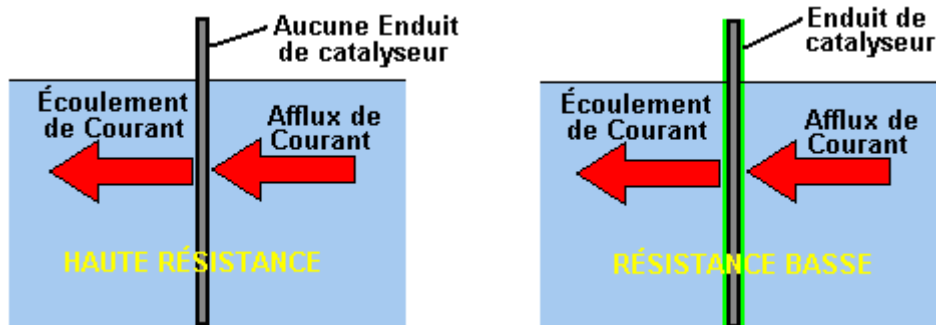 Aucune Enduit
de catalyseur
Écoulement
de Courant
Afflux de
Courant
HAUTE RÉSISTANCE
Enduit de
catalyseur
Écoulement
de Courant
Afflux de
Courant
RÉSISTANCE BASSE